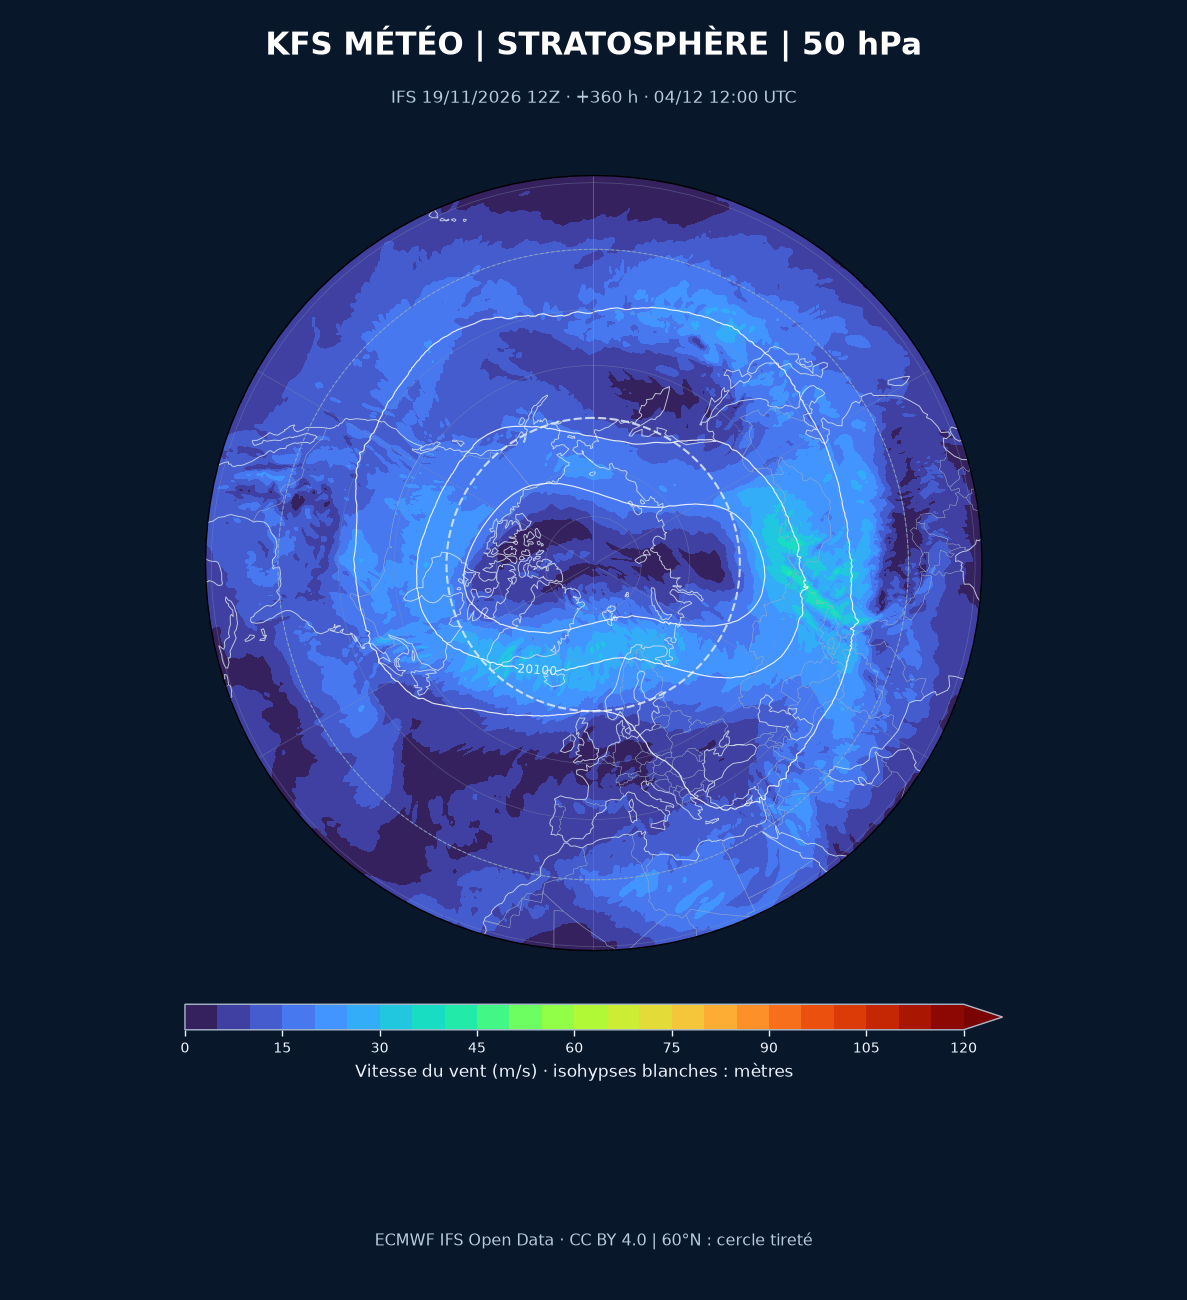 KFS MÉTÉO | STRATOSPHÈRE | 50 hPa
IFS 19/11/2026 12Z · +360 h · 04/12 12:00 UTC
20100
0 15 30 45 60 75 90 105 120
Vitesse du vent (m/s) · isohypses blanches : mètres
ECMWF IFS Open Data · CC BY 4.0 | 60°N : cercle tireté